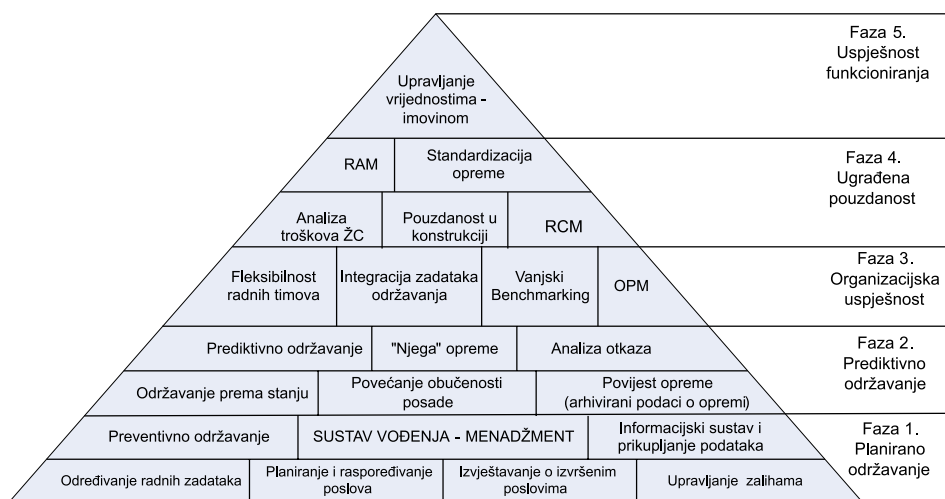 Faza 5.
Uspješnost
funkcioniranja
Upravljanje
vrijednostima -
imovinom
RAM
Standardizacija
opreme
Faza 4.
Ugrađena
pouzdanost
Analiza
troškova ŽC
Pouzdanost u
konstrukciji
RCM
Faza 3.
Organizacijska
uspješnost
Fleksibilnost
radnih timova
Integracija zadataka
održavanja
Vanjski
Benchmarking
OPM
Faza 2.
Prediktivno
održavanje
Prediktivno održavanje
"Njega" opreme
Analiza otkaza
Održavanje prema stanju
Povećanje obučenosti
posade
Povijest opreme
(arhivirani podaci o opremi)
Faza 1.
Planirano
održavanje
Preventivno održavanje
SUSTAV VOĐENJA - MENADŽMENT
Informacijski sustav i
prikupljanje podataka
Određivanje radnih zadataka
Planiranje i raspoređivanje
poslova
Izvještavanje o izvršenim
poslovima
Upravljanje zalihama